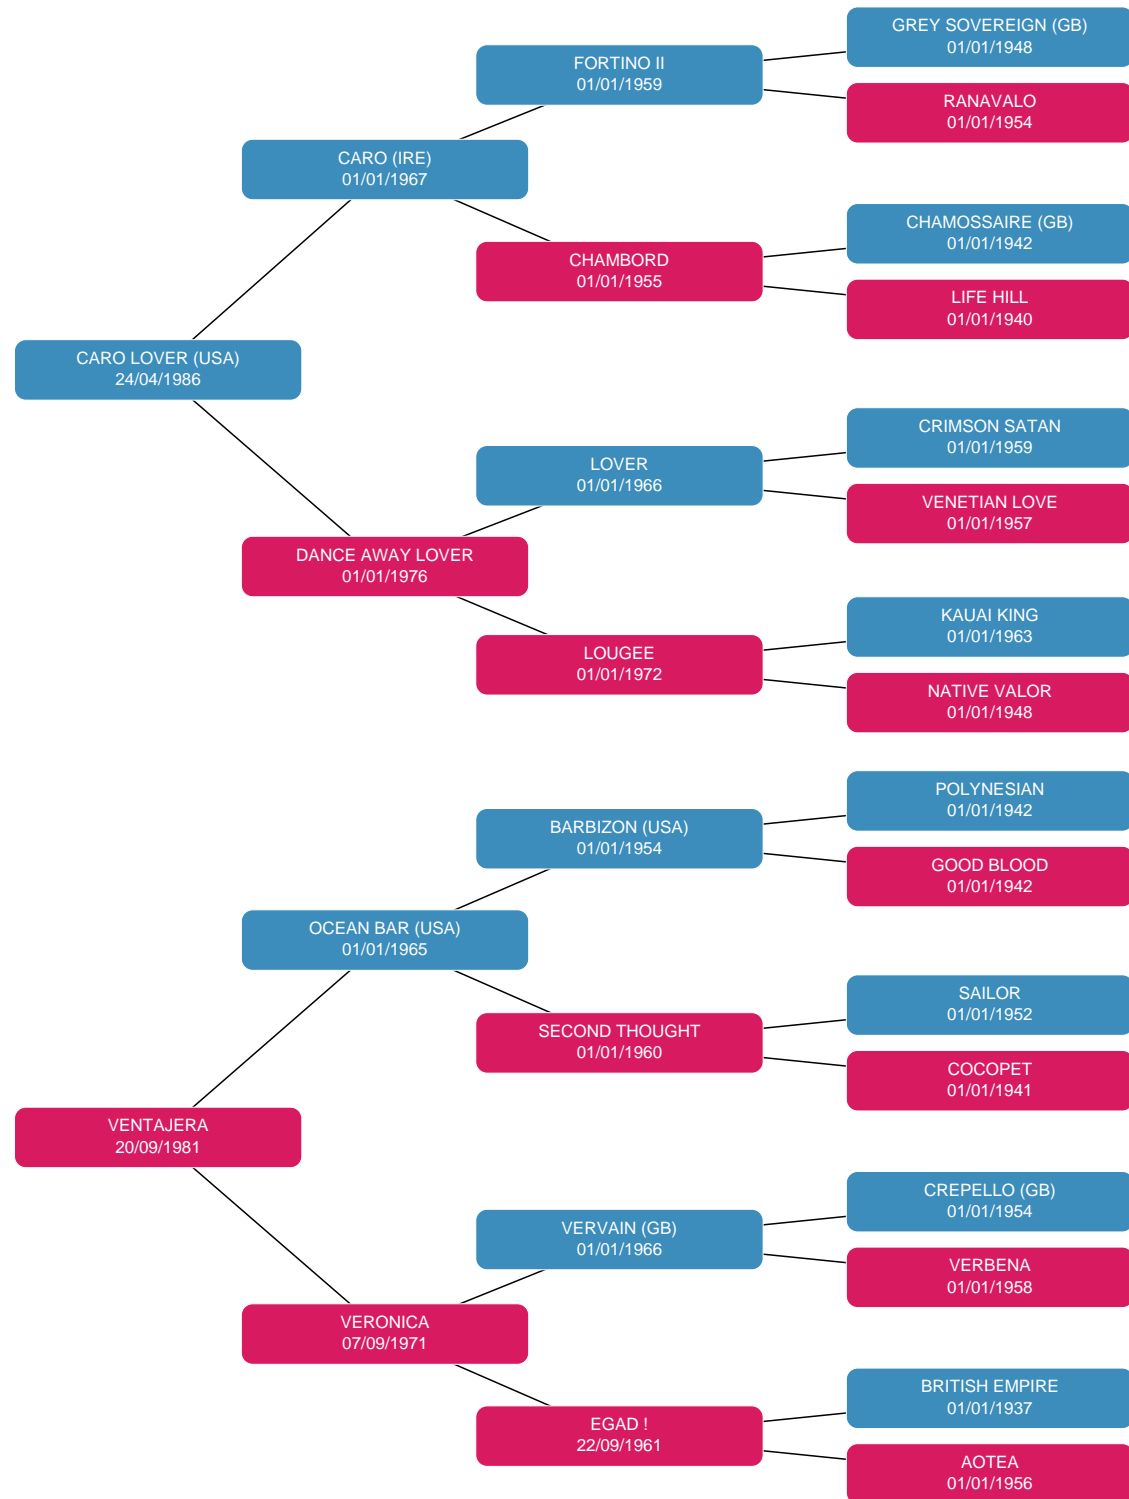 GREY SOVEREIGN (GB)
01/01/1948
FORTINO II
01/01/1959
RANAVALO
01/01/1954
CARO (IRE)
01/01/1967
CHAMOSSAIRE (GB)
01/01/1942
CHAMBORD
01/01/1955
LIFE HILL
01/01/1940
CARO LOVER (USA)
24/04/1986
CRIMSON SATAN
01/01/1959
LOVER
01/01/1966
VENETIAN LOVE
01/01/1957
DANCE AWAY LOVER
01/01/1976
KAUAI KING
01/01/1963
LOUGEE
01/01/1972
NATIVE VALOR
01/01/1948
POLYNESIAN
01/01/1942
BARBIZON (USA)
01/01/1954
GOOD BLOOD
01/01/1942
OCEAN BAR (USA)
01/01/1965
SAILOR
01/01/1952
SECOND THOUGHT
01/01/1960
COCOPET
01/01/1941
VENTAJERA
20/09/1981
CREPELLO (GB)
01/01/1954
VERVAIN (GB)
01/01/1966
VERBENA
01/01/1958
VERONICA
07/09/1971
BRITISH EMPIRE
01/01/1937
EGAD !
22/09/1961
AOTEA
01/01/1956